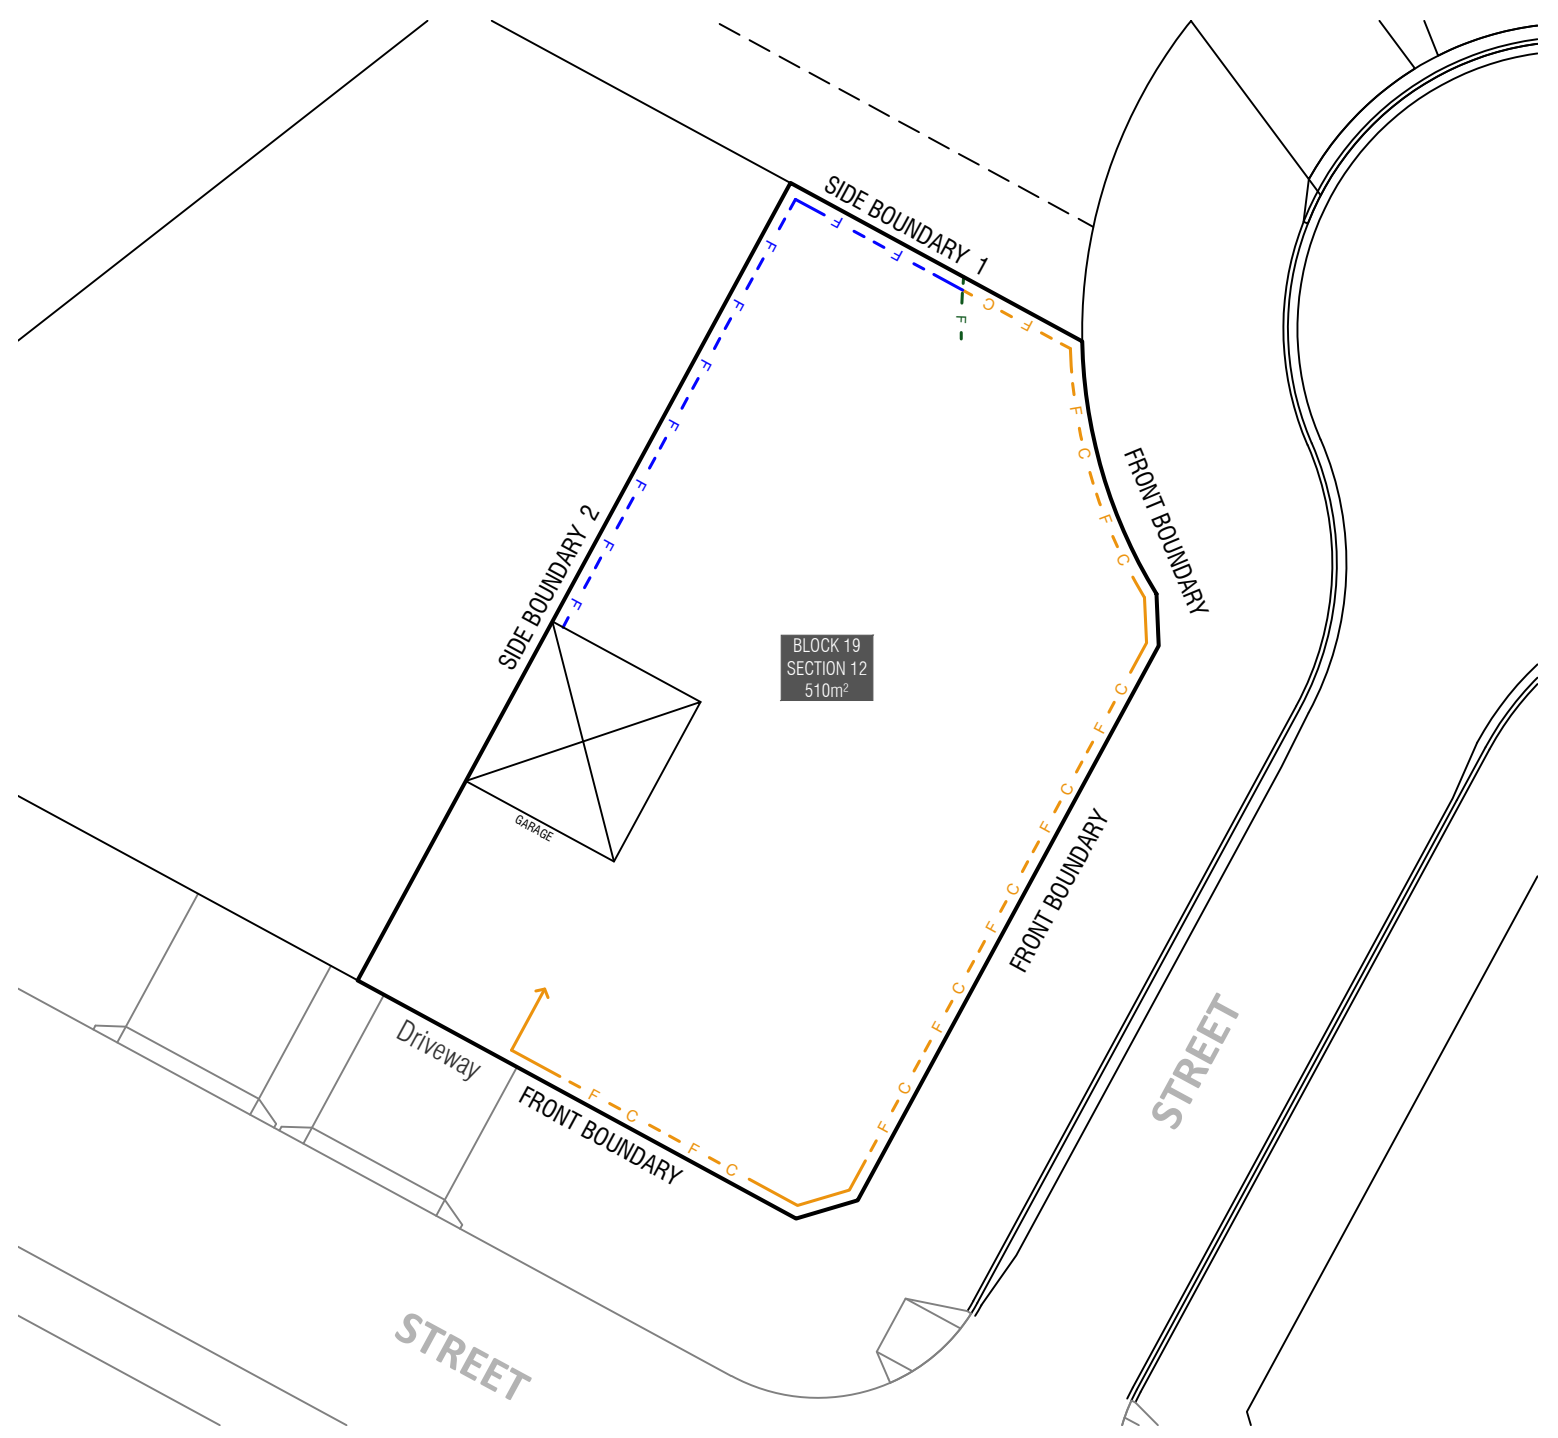 SIDE BOUNDARY 1
F
F
C
F
F
F
F
F
F
F
F
F
F
C
F
C
SIDE BOUNDARY 2
FRONT BOUNDARY
BLOCK 19
SECTION 12
510m²
C
F
C
F
C
F
C
F
C
F
GARAGE
FRONT BOUNDARY
Driveway
F
C
F
C
FRONT BOUNDARY
STREET
STREET